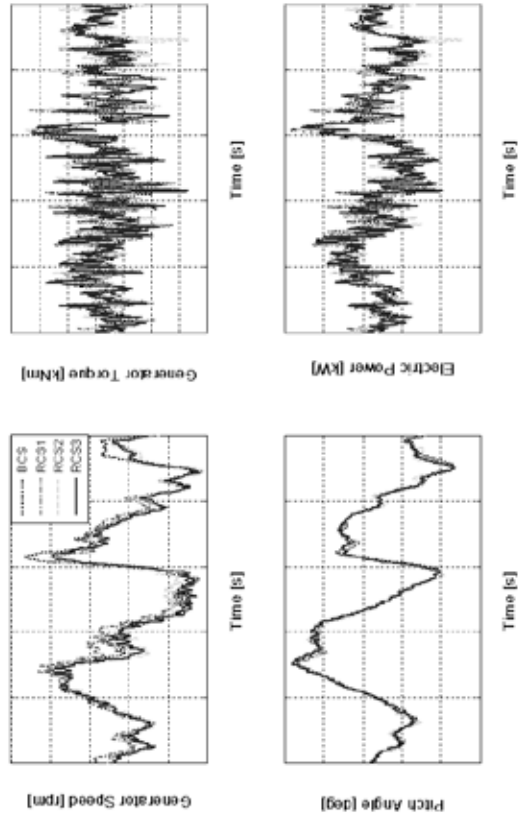 Generator Torque [kNm]
Time [s]
Electric Power [kW]
Time [s]
Generator Speed [rpm]
BCS
RCS1
RCS2
RCS3
Time [s]
Pitch Angle [deg]
Time [s]